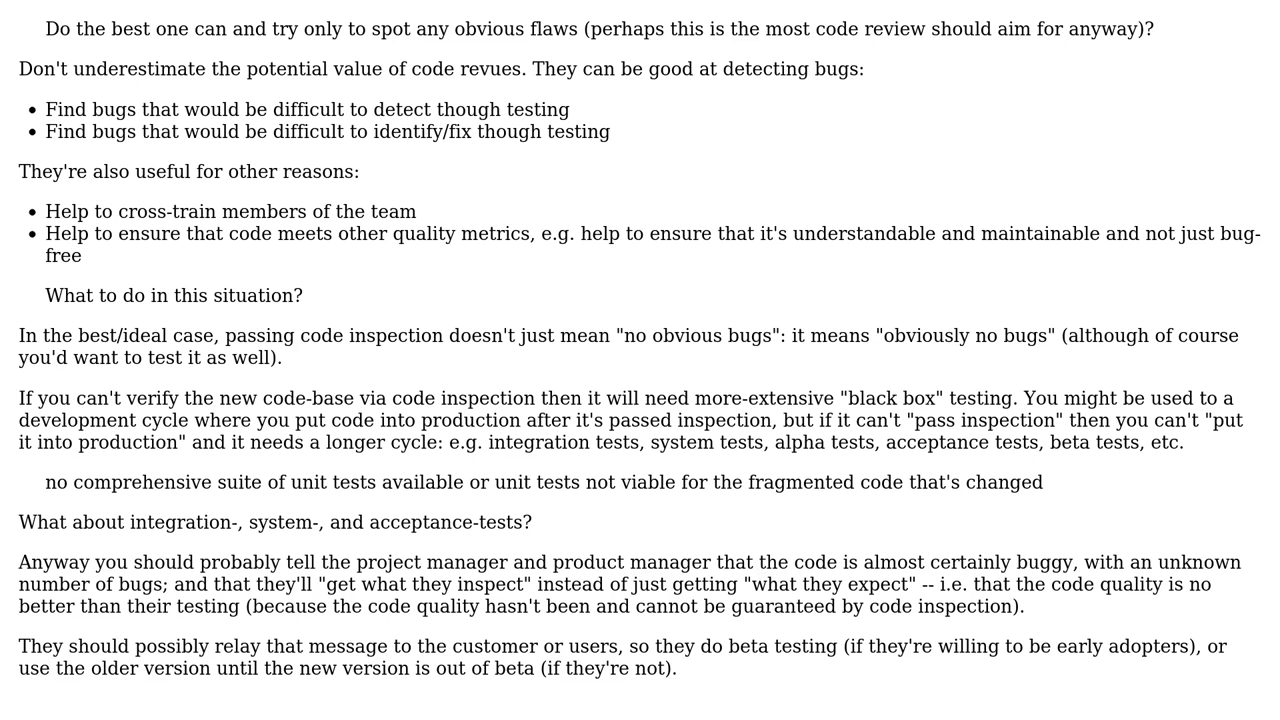 Do the best one can and try only to spot any obvious flaws (perhaps this is the most code review should aim for anyway)?
Don't underestimate the potential value of code revues. They can be good at detecting bugs:
• Find bugs that would be difficult to detect though testing
• Find bugs that would be difficult to identify/fix though testing
They're also useful for other reasons:
• Help to cross-train members of the team
• Help to ensure that code meets other quality metrics, e.g. help to ensure that it's understandable and maintainable and not just bug-
free
What to do in this situation?
In the best/ideal case, passing code inspection doesn't just mean "no obvious bugs": it means "obviously no bugs" (although of course
you'd want to test it as well).
If you can't verify the new code-base via code inspection then it will need more-extensive "black box" testing. You might be used to a
development cycle where you put code into production after it's passed inspection, but if it can't "pass inspection" then you can't "put
it into production" and it needs a longer cycle: e.g. integration tests, system tests, alpha tests, acceptance tests, beta tests, etc.
no comprehensive suite of unit tests available or unit tests not viable for the fragmented code that's changed
What about integration-, system-, and acceptance-tests?
Anyway you should probably tell the project manager and product manager that the code is almost certainly buggy, with an unknown
number of bugs; and that they'll "get what they inspect" instead of just getting "what they expect" -- i.e. that the code quality is no
better than their testing (because the code quality hasn't been and cannot be guaranteed by code inspection).
They should possibly relay that message to the customer or users, so they do beta testing (if they're willing to be early adopters), or
use the older version until the new version is out of beta (if they're not).